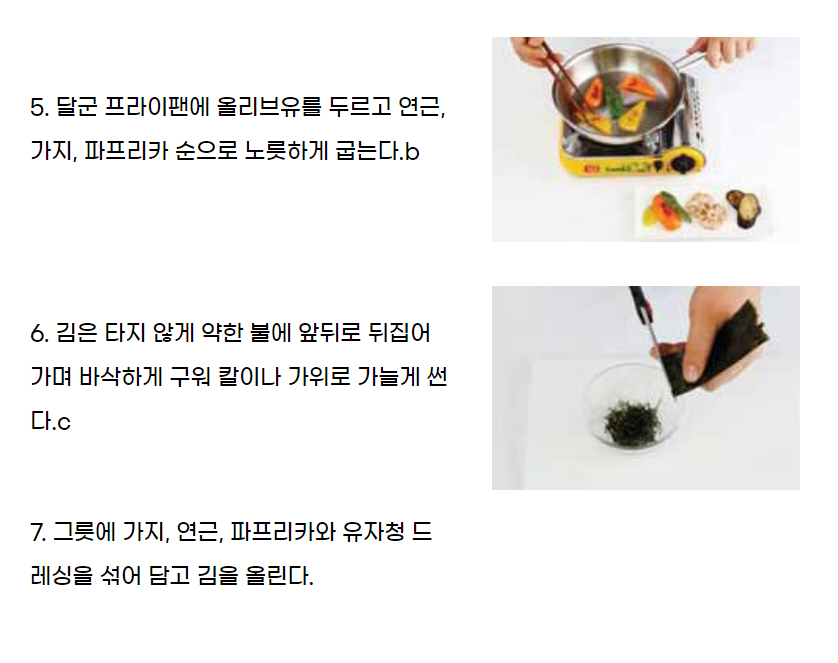 5. 달군 프라이팬에 올리브유를 두르고 연근,
가지, 파프리카 순으로 노릇하게 굽는다.b
6. 김은 타지 않게 약한 불에 앞뒤로 뒤집어
가며 바삭하게 구워 칼이나 가위로 가늘게 썬
다.c
7. 그릇에 가지, 연근, 파프리카와 유자청 드
레싱을 섞어 담고 김을 올린다.